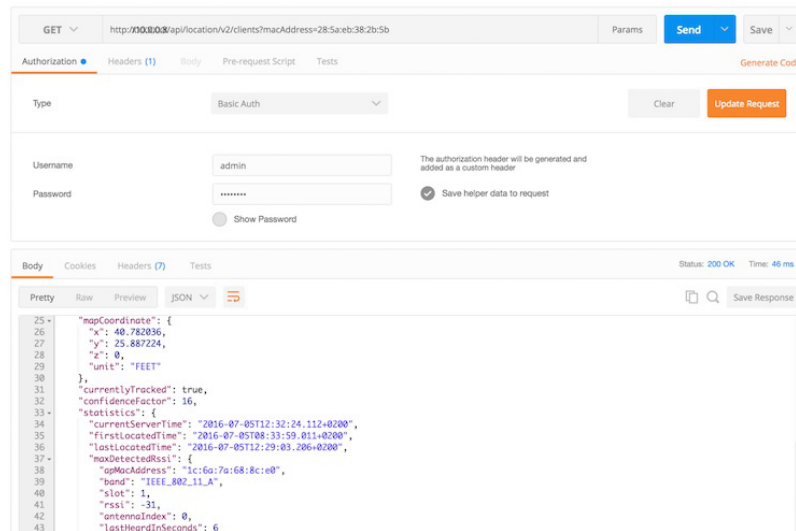 GET http://10.0.0.8/api/location/v2/clients?macAddress=28:5a:eb:38:2b:5b Params Send Save
Authorization Headers (1) Body Pre-request Script Tests Generate Cod
Type Basic Auth Clear Update Request
Username admin The authorization header will be generated and
added as a custom header
Password •••••••• Save helper data to request
Show Password
Body Cookies Headers (7) Tests Status: 200 OK Time: 46 ms
Pretty Raw Preview JSON Save Response
25 "mapCoordinate": {
26 "x": 40.782036,
27 "y": 25.887224,
28 "z": 0,
29 "unit": "FEET"
30 },
31 "currentlyTracked": true,
32 "confidenceFactor": 16,
33 "statistics": {
34 "currentServerTime": "2016-07-05T12:32:24.112+0200",
35 "firstLocatedTime": "2016-07-05T08:33:59.011+0200",
36 "lastLocatedTime": "2016-07-05T12:29:03.206+0200",
37 "maxDetectedRssi": {
38 "apMacAddress": "1c:6a:7a:68:8c:e0",
39 "band": "IEEE_802_11_A",
40 "slot": 1,
41 "rssi": -31,
42 "antennaIndex": 0,
43 "lastHeardInSeconds": 6